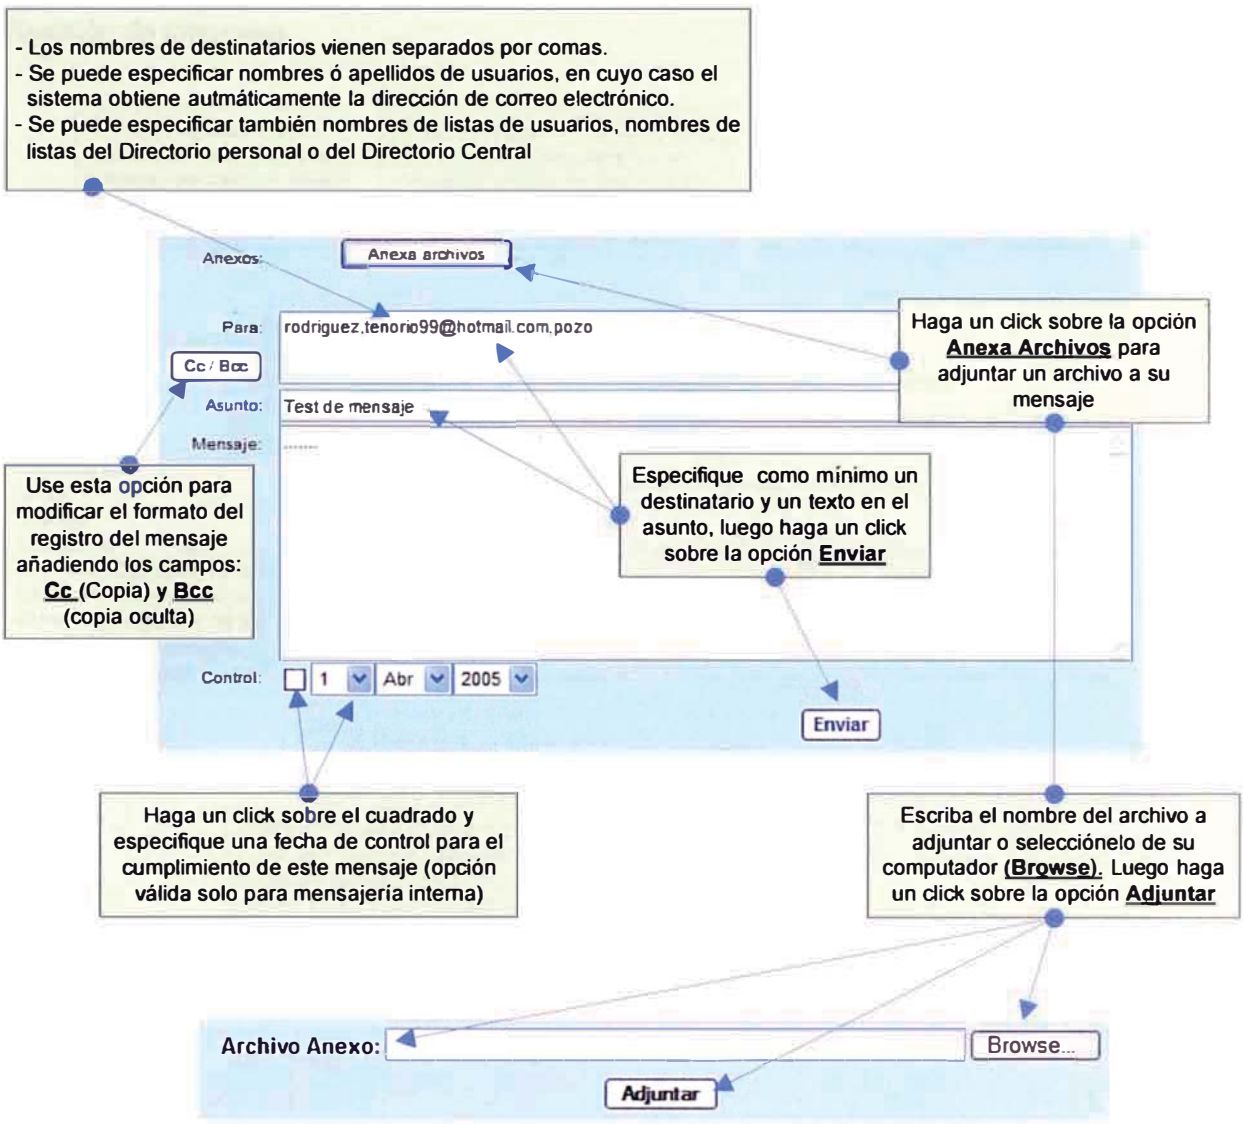 - Los nombres de destinatarios vienen separados por comas.
- Se puede especificar nombres ó apellidos de usuarios, en cuyo caso el
sistema obtiene autmáticamente la dirección de correo electrónico.
- Se puede especificar también nombres de listas de usuarios, nombres de
listas del Directorio personal o del Directorio Central
Anexos:
Anexa archivos
Para:
rodriguez,tenorio99@hotmail.com,pozo
Cc / Bcc
Asunto:
Test de mensaje
Mensaje:
.......
Haga un click sobre la opción
Anexa Archivos para
adjuntar un archivo a su
mensaje
Use esta opción para
modificar el formato del
registro del mensaje
añadiendo los campos:
Cc (Copia) y Bcc
(copia oculta)
Especifique como mínimo un
destinatario y un texto en el
asunto, luego haga un click
sobre la opción Enviar
Control:
1
Abr
2005
Enviar
Haga un click sobre el cuadrado y
especifique una fecha de control para el
cumplimiento de este mensaje (opción
válida solo para mensajería interna)
Escriba el nombre del archivo a
adjuntar o selecciónelo de su
computador (Browse). Luego haga
un click sobre la opción Adjuntar
Archivo Anexo:
Browse...
Adjuntar